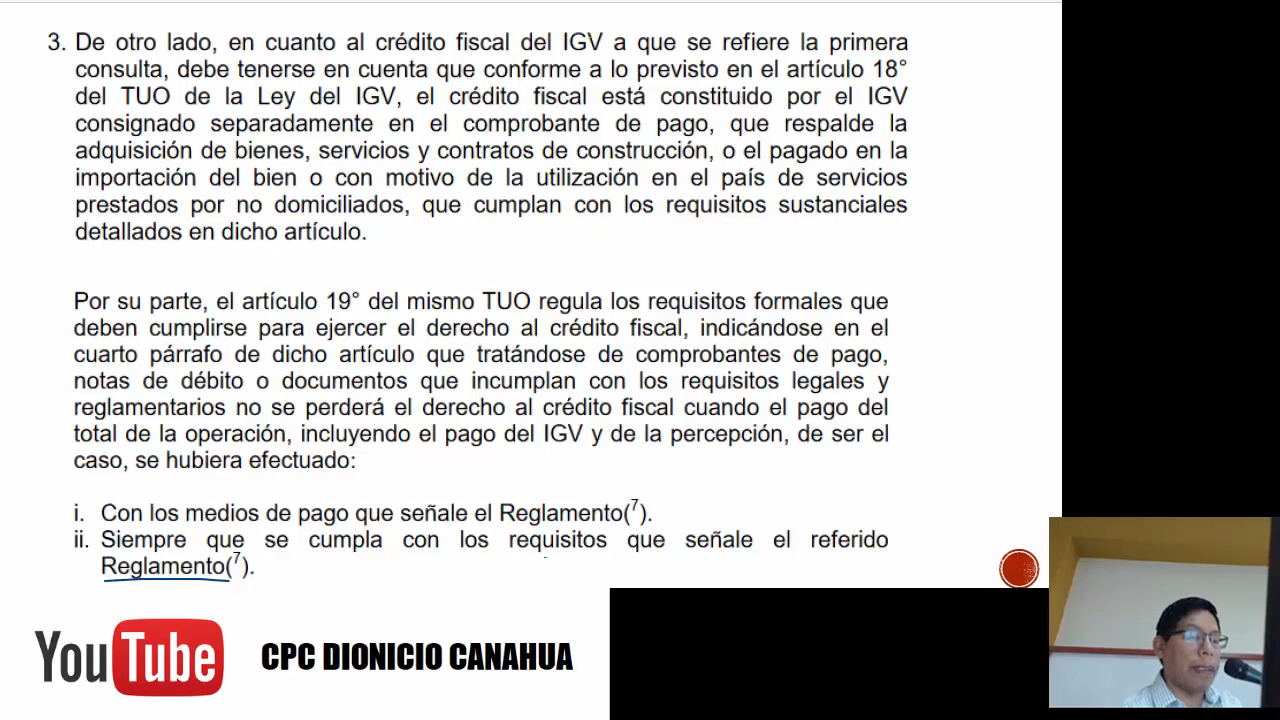 3. De otro lado, en cuanto al crédito fiscal del IGV a que se refiere la primera
consulta, debe tenerse en cuenta que conforme a lo previsto en el artículo 18°
del TUO de la Ley del IGV, el crédito fiscal está constituido por el IGV
consignado separadamente en el comprobante de pago, que respalde la
adquisición de bienes, servicios y contratos de construcción, o el pagado en la
importación del bien o con motivo de la utilización en el país de servicios
prestados por no domiciliados, que cumplan con los requisitos sustanciales
detallados en dicho artículo.
Por su parte, el artículo 19° del mismo TUO regula los requisitos formales que
deben cumplirse para ejercer el derecho al crédito fiscal, indicándose en el
cuarto párrafo de dicho artículo que tratándose de comprobantes de pago,
notas de débito o documentos que incumplan con los requisitos legales y
reglamentarios no se perderá el derecho al crédito fiscal cuando el pago del
total de la operación, incluyendo el pago del IGV y de la percepción, de ser el
caso, se hubiera efectuado:
i. Con los medios de pago que señale el Reglamento(⁷).
ii. Siempre que se cumpla con los requisitos que señale el referido
Reglamento(⁷).
YouTube CPC DIONICIO CANAHUA